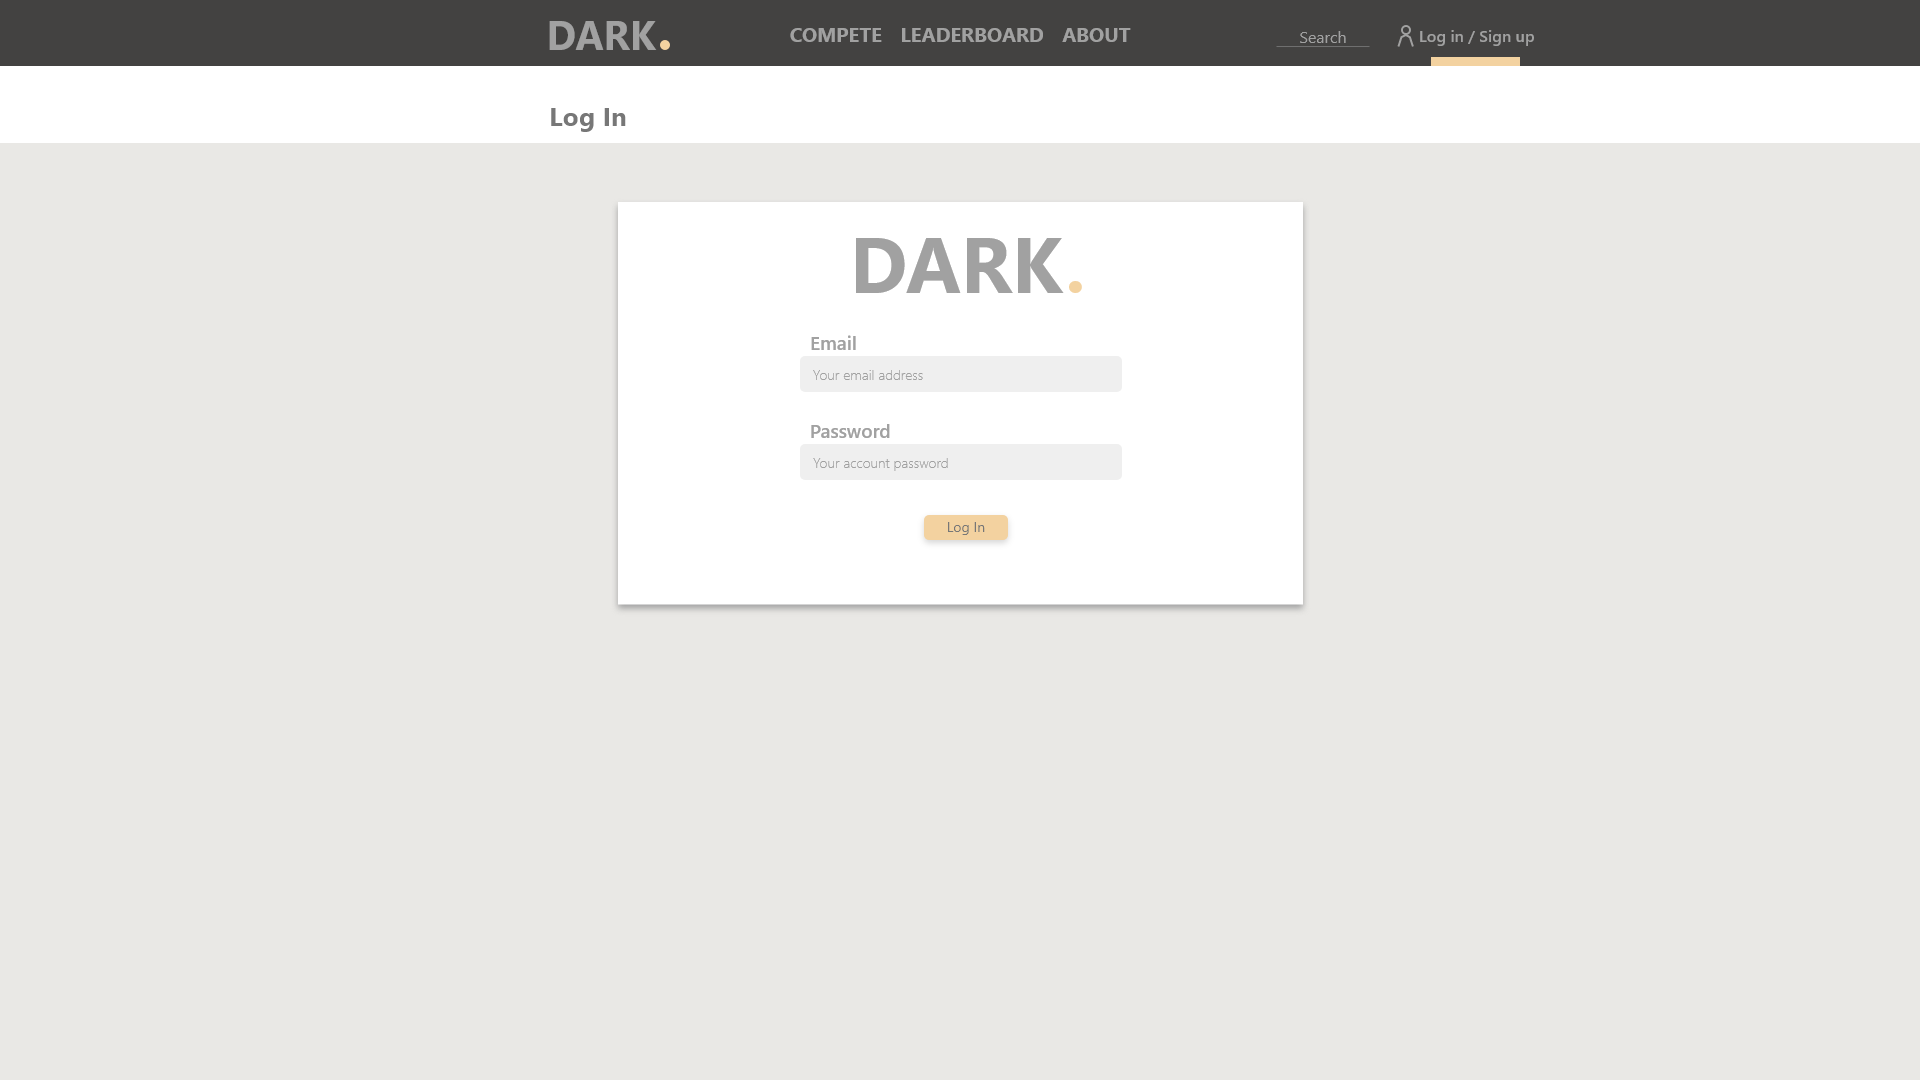 DARK.
COMPETE LEADERBOARD ABOUT
Search
Log in / Sign up
Log In
DARK.
Email
Your email address
Password
Your account password
Log In